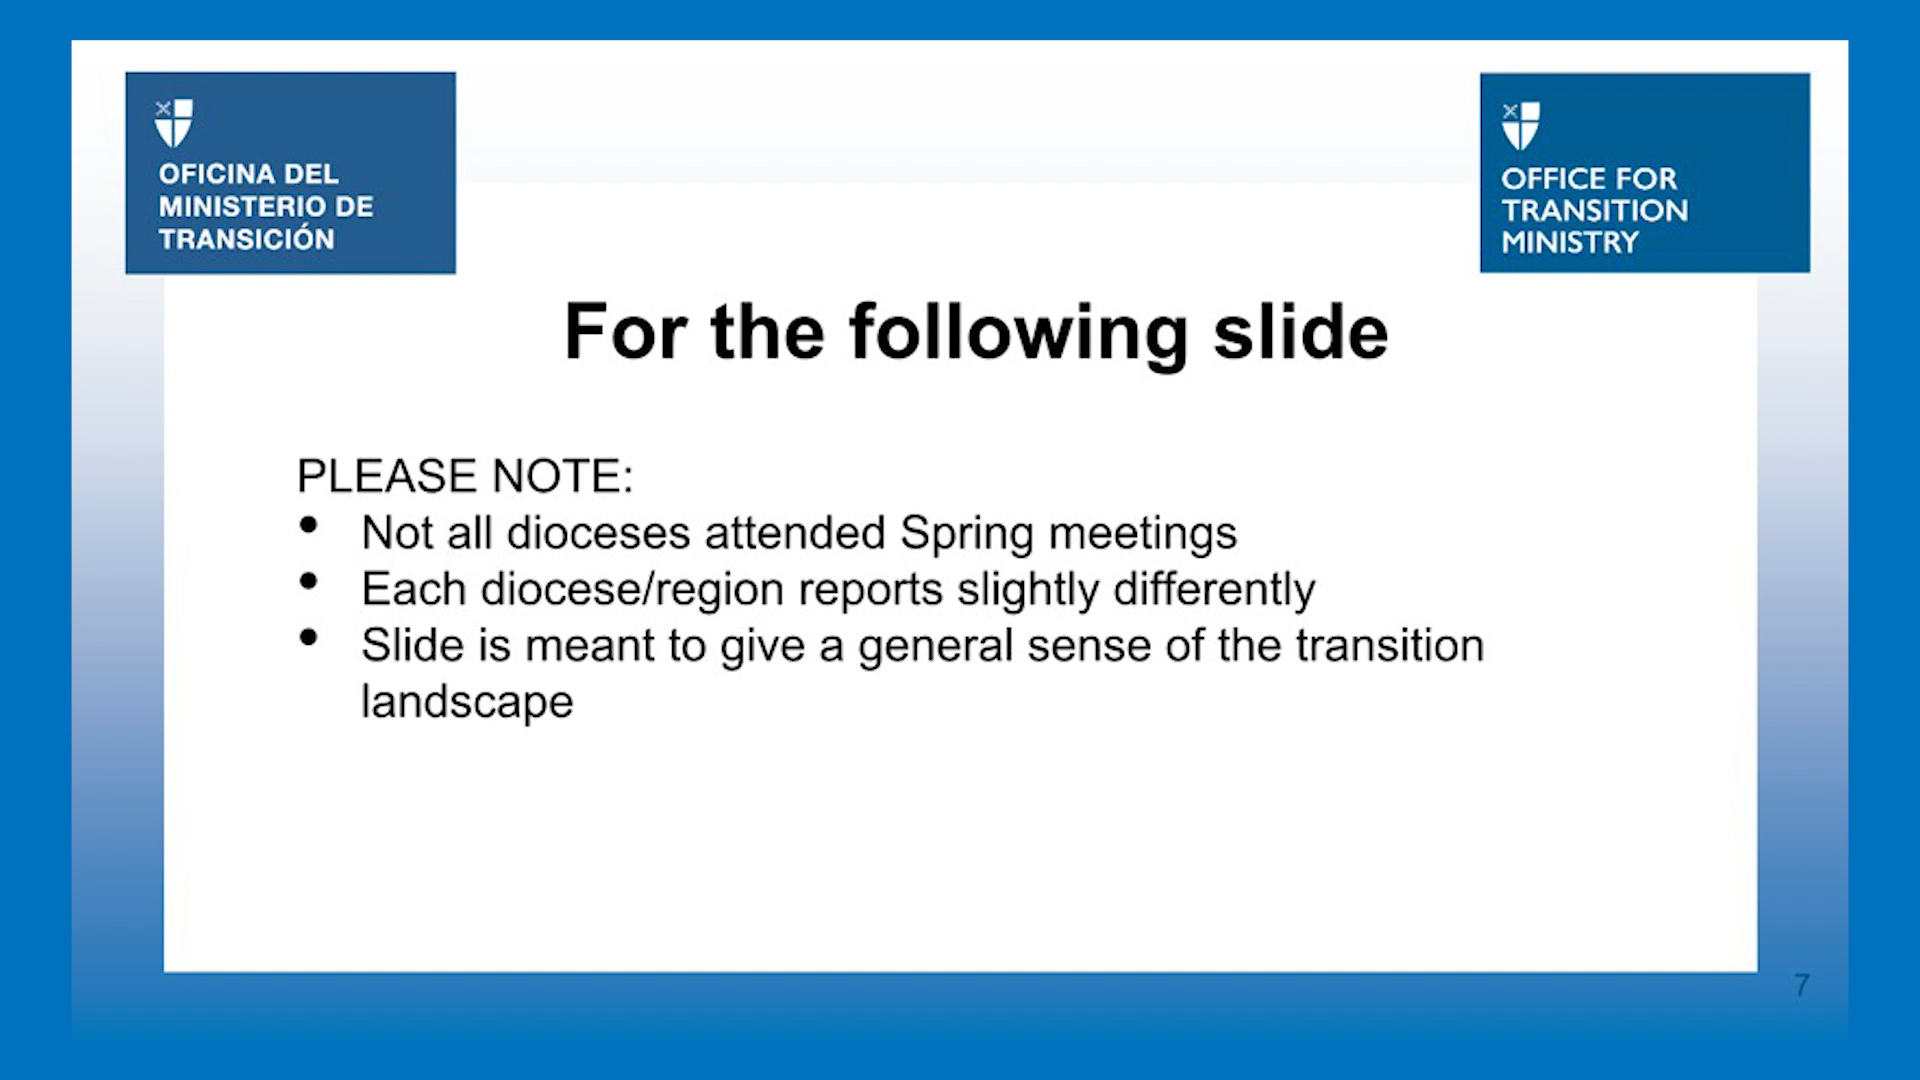 OFICINA DEL
MINISTERIO DE
TRANSICIÓN
OFFICE FOR
TRANSITION
MINISTRY
For the following slide
PLEASE NOTE:
• Not all dioceses attended Spring meetings
• Each diocese/region reports slightly differently
• Slide is meant to give a general sense of the transition
landscape
7